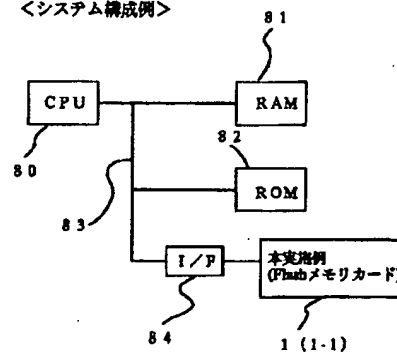 <システム構成例>
81
CPU
RAM
80
82
83
ROM
I/F
本実施例
(Flashメモリカード)
84
1 (1-1)